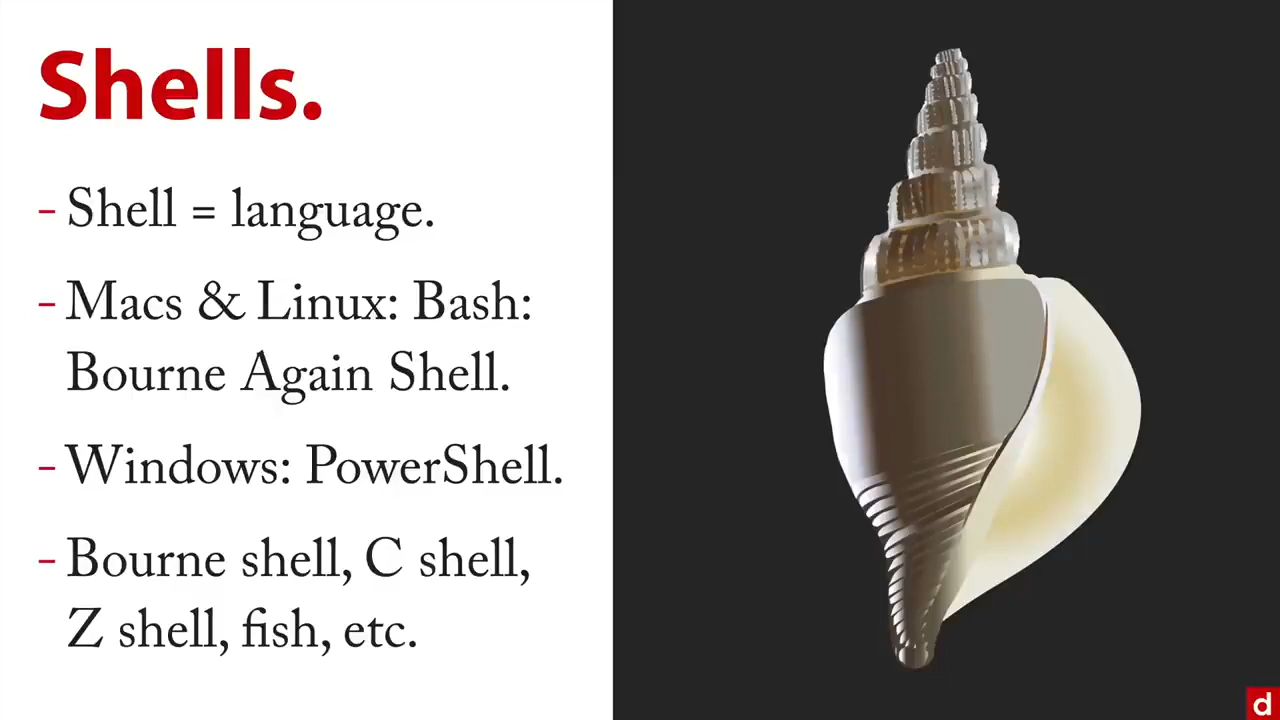 Shells.
- Shell = language.
- Macs & Linux: Bash:
Bourne Again Shell.
- Windows: PowerShell.
- Bourne shell, C shell,
Z shell, fish, etc.
d